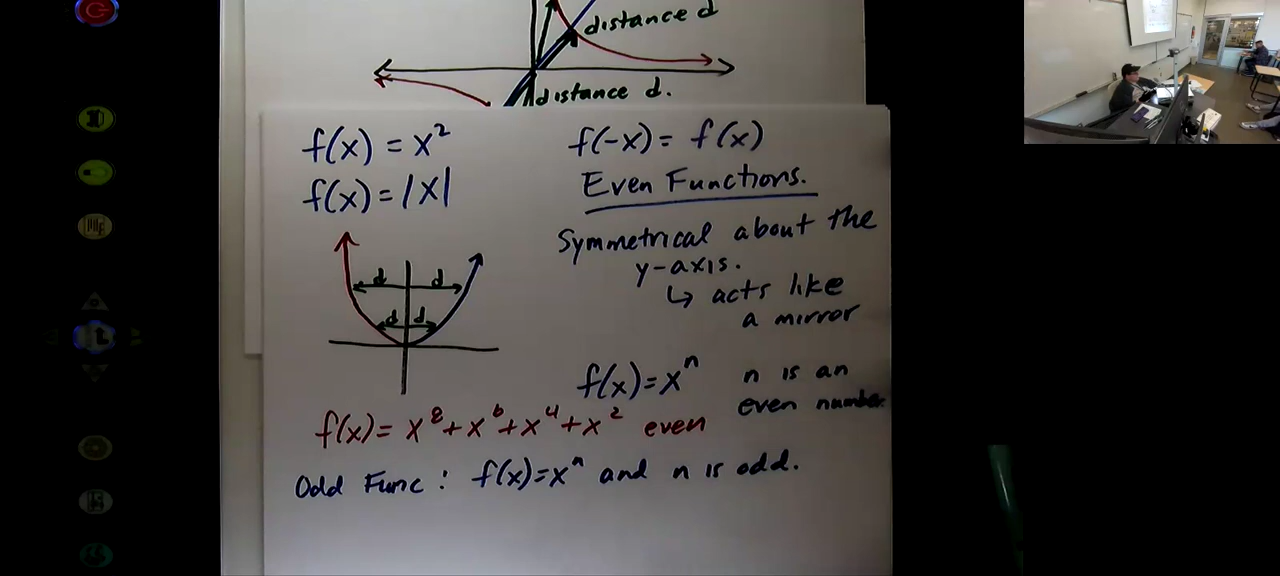 distance d
distance d.
f(x) = x²
f(-x) = f(x)
f(x) = |x|
Even Functions.
Symmetrical about the
y-axis.
↳ acts like
a mirror
d d
d d
f(x) = xⁿ n is an
even number.
f(x) = x⁸ + x⁶ + x⁴ + x² even
Odd Func : f(x) = xⁿ and n is odd.